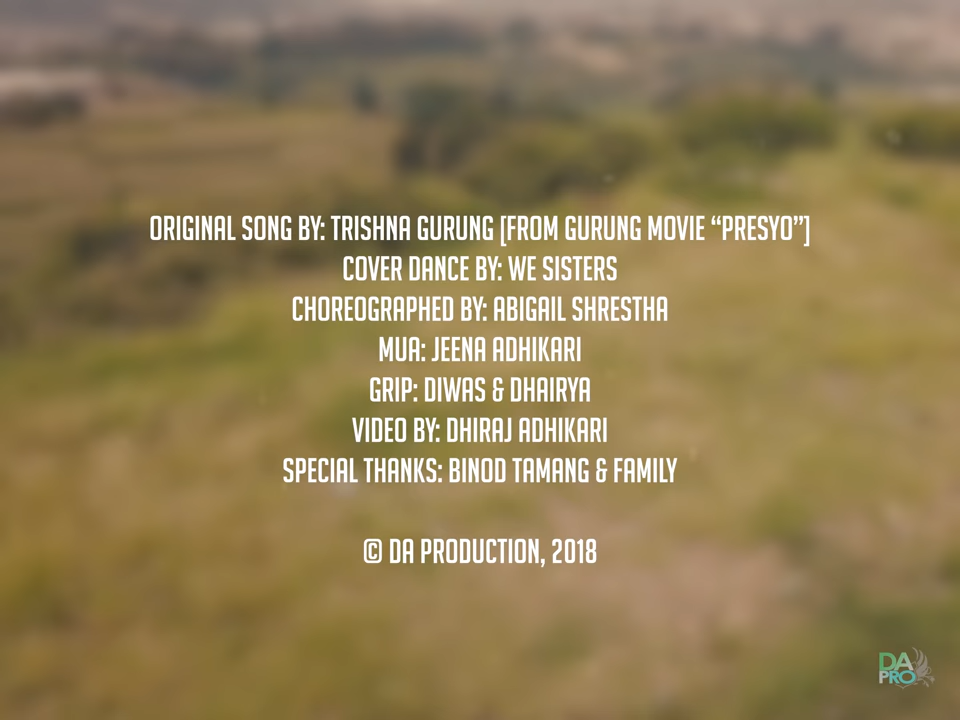 ORIGINAL SONG BY: TRISHNA GURUNG [FROM GURUNG MOVIE “PRESYO”]
COVER DANCE BY: WE SISTERS
CHOREOGRAPHED BY: ABIGAIL SHRESTHA
MUA: JEENA ADHIKARI
GRIP: DIWAS & DHAIRYA
VIDEO BY: DHIRAJ ADHIKARI
SPECIAL THANKS: BINOD TAMANG & FAMILY
© DA PRODUCTION, 2018
DA
PRO